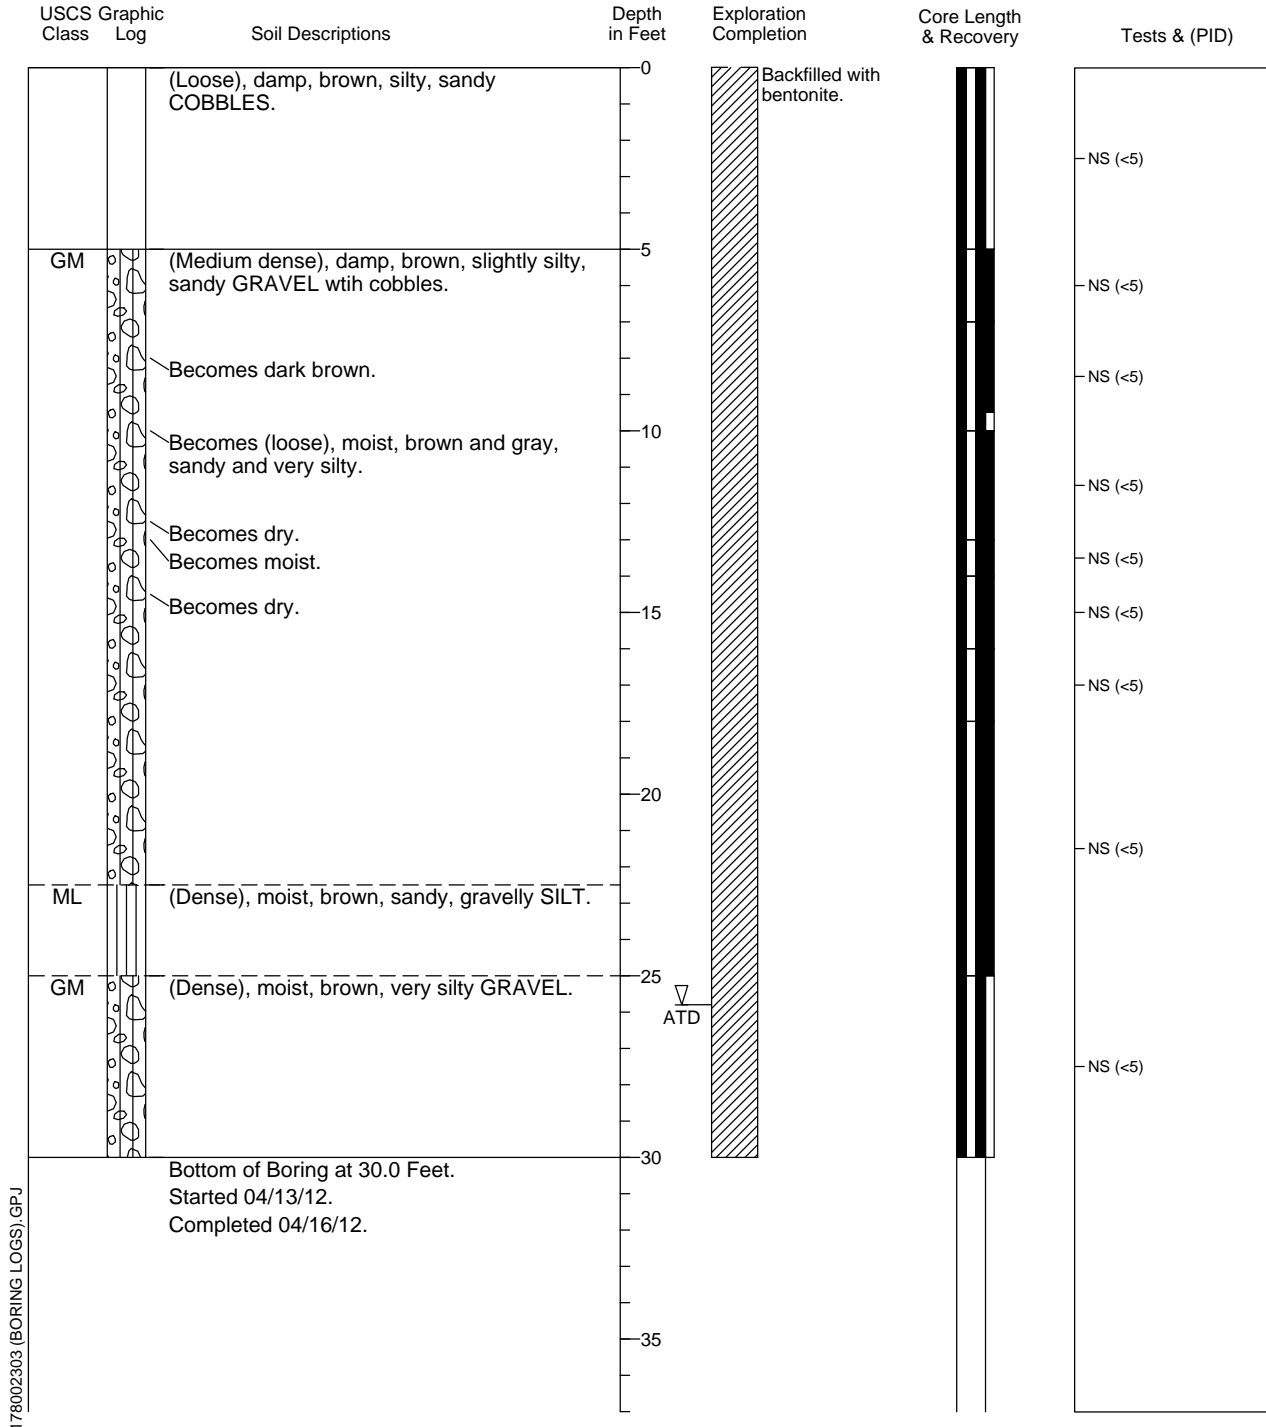 USCS Graphic
Class Log
Soil Descriptions
Depth
in Feet
Exploration
Completion
Core Length
& Recovery
Tests & (PID)
(Loose), damp, brown, silty, sandy
COBBLES.
0
Backfilled with
bentonite.
NS (<5)
5
GM
(Medium dense), damp, brown, slightly silty,
sandy GRAVEL wtih cobbles.
NS (<5)
Becomes dark brown.
NS (<5)
10
Becomes (loose), moist, brown and gray,
sandy and very silty.
NS (<5)
Becomes dry.
Becomes moist.
NS (<5)
Becomes dry.
15
NS (<5)
NS (<5)
20
NS (<5)
ML
(Dense), moist, brown, sandy, gravelly SILT.
25
GM
(Dense), moist, brown, very silty GRAVEL.
ATD
NS (<5)
30
Bottom of Boring at 30.0 Feet.
Started 04/13/12.
Completed 04/16/12.
35
178002303 (BORING LOGS).GPJ